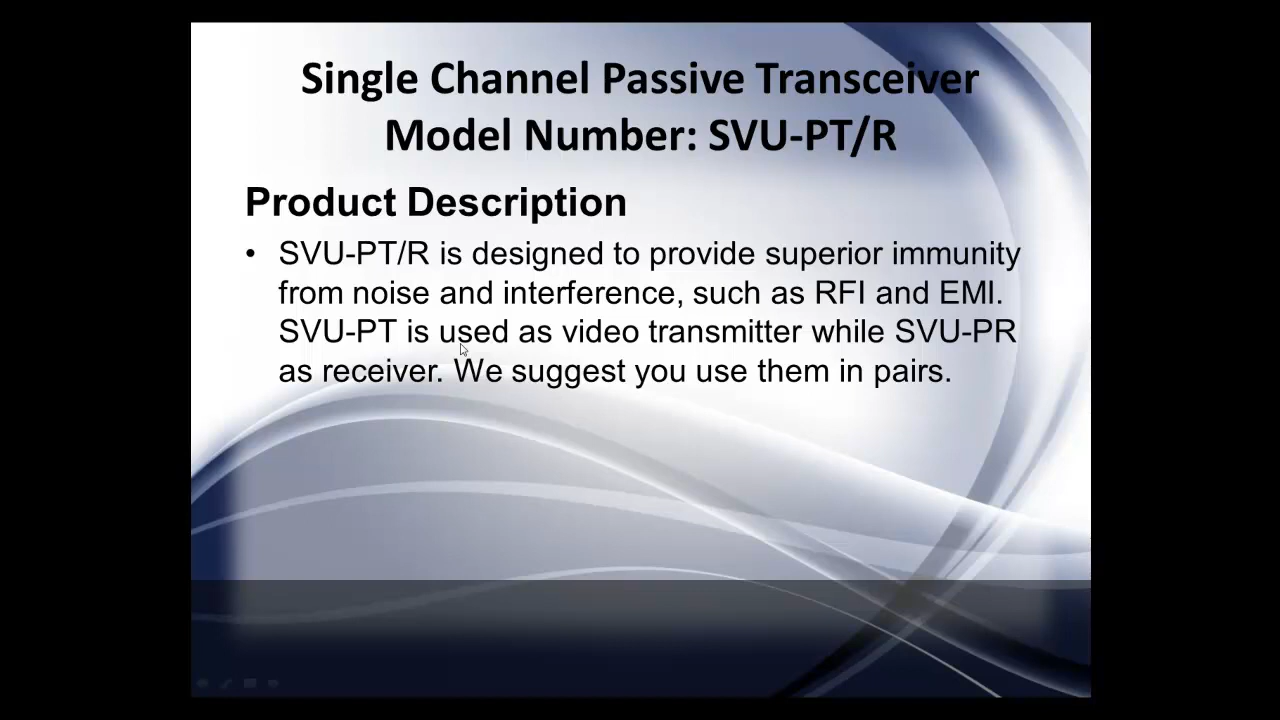 Single Channel Passive Transceiver
Model Number: SVU-PT/R
Product Description
• SVU-PT/R is designed to provide superior immunity
from noise and interference, such as RFI and EMI.
SVU-PT is used as video transmitter while SVU-PR
as receiver. We suggest you use them in pairs.